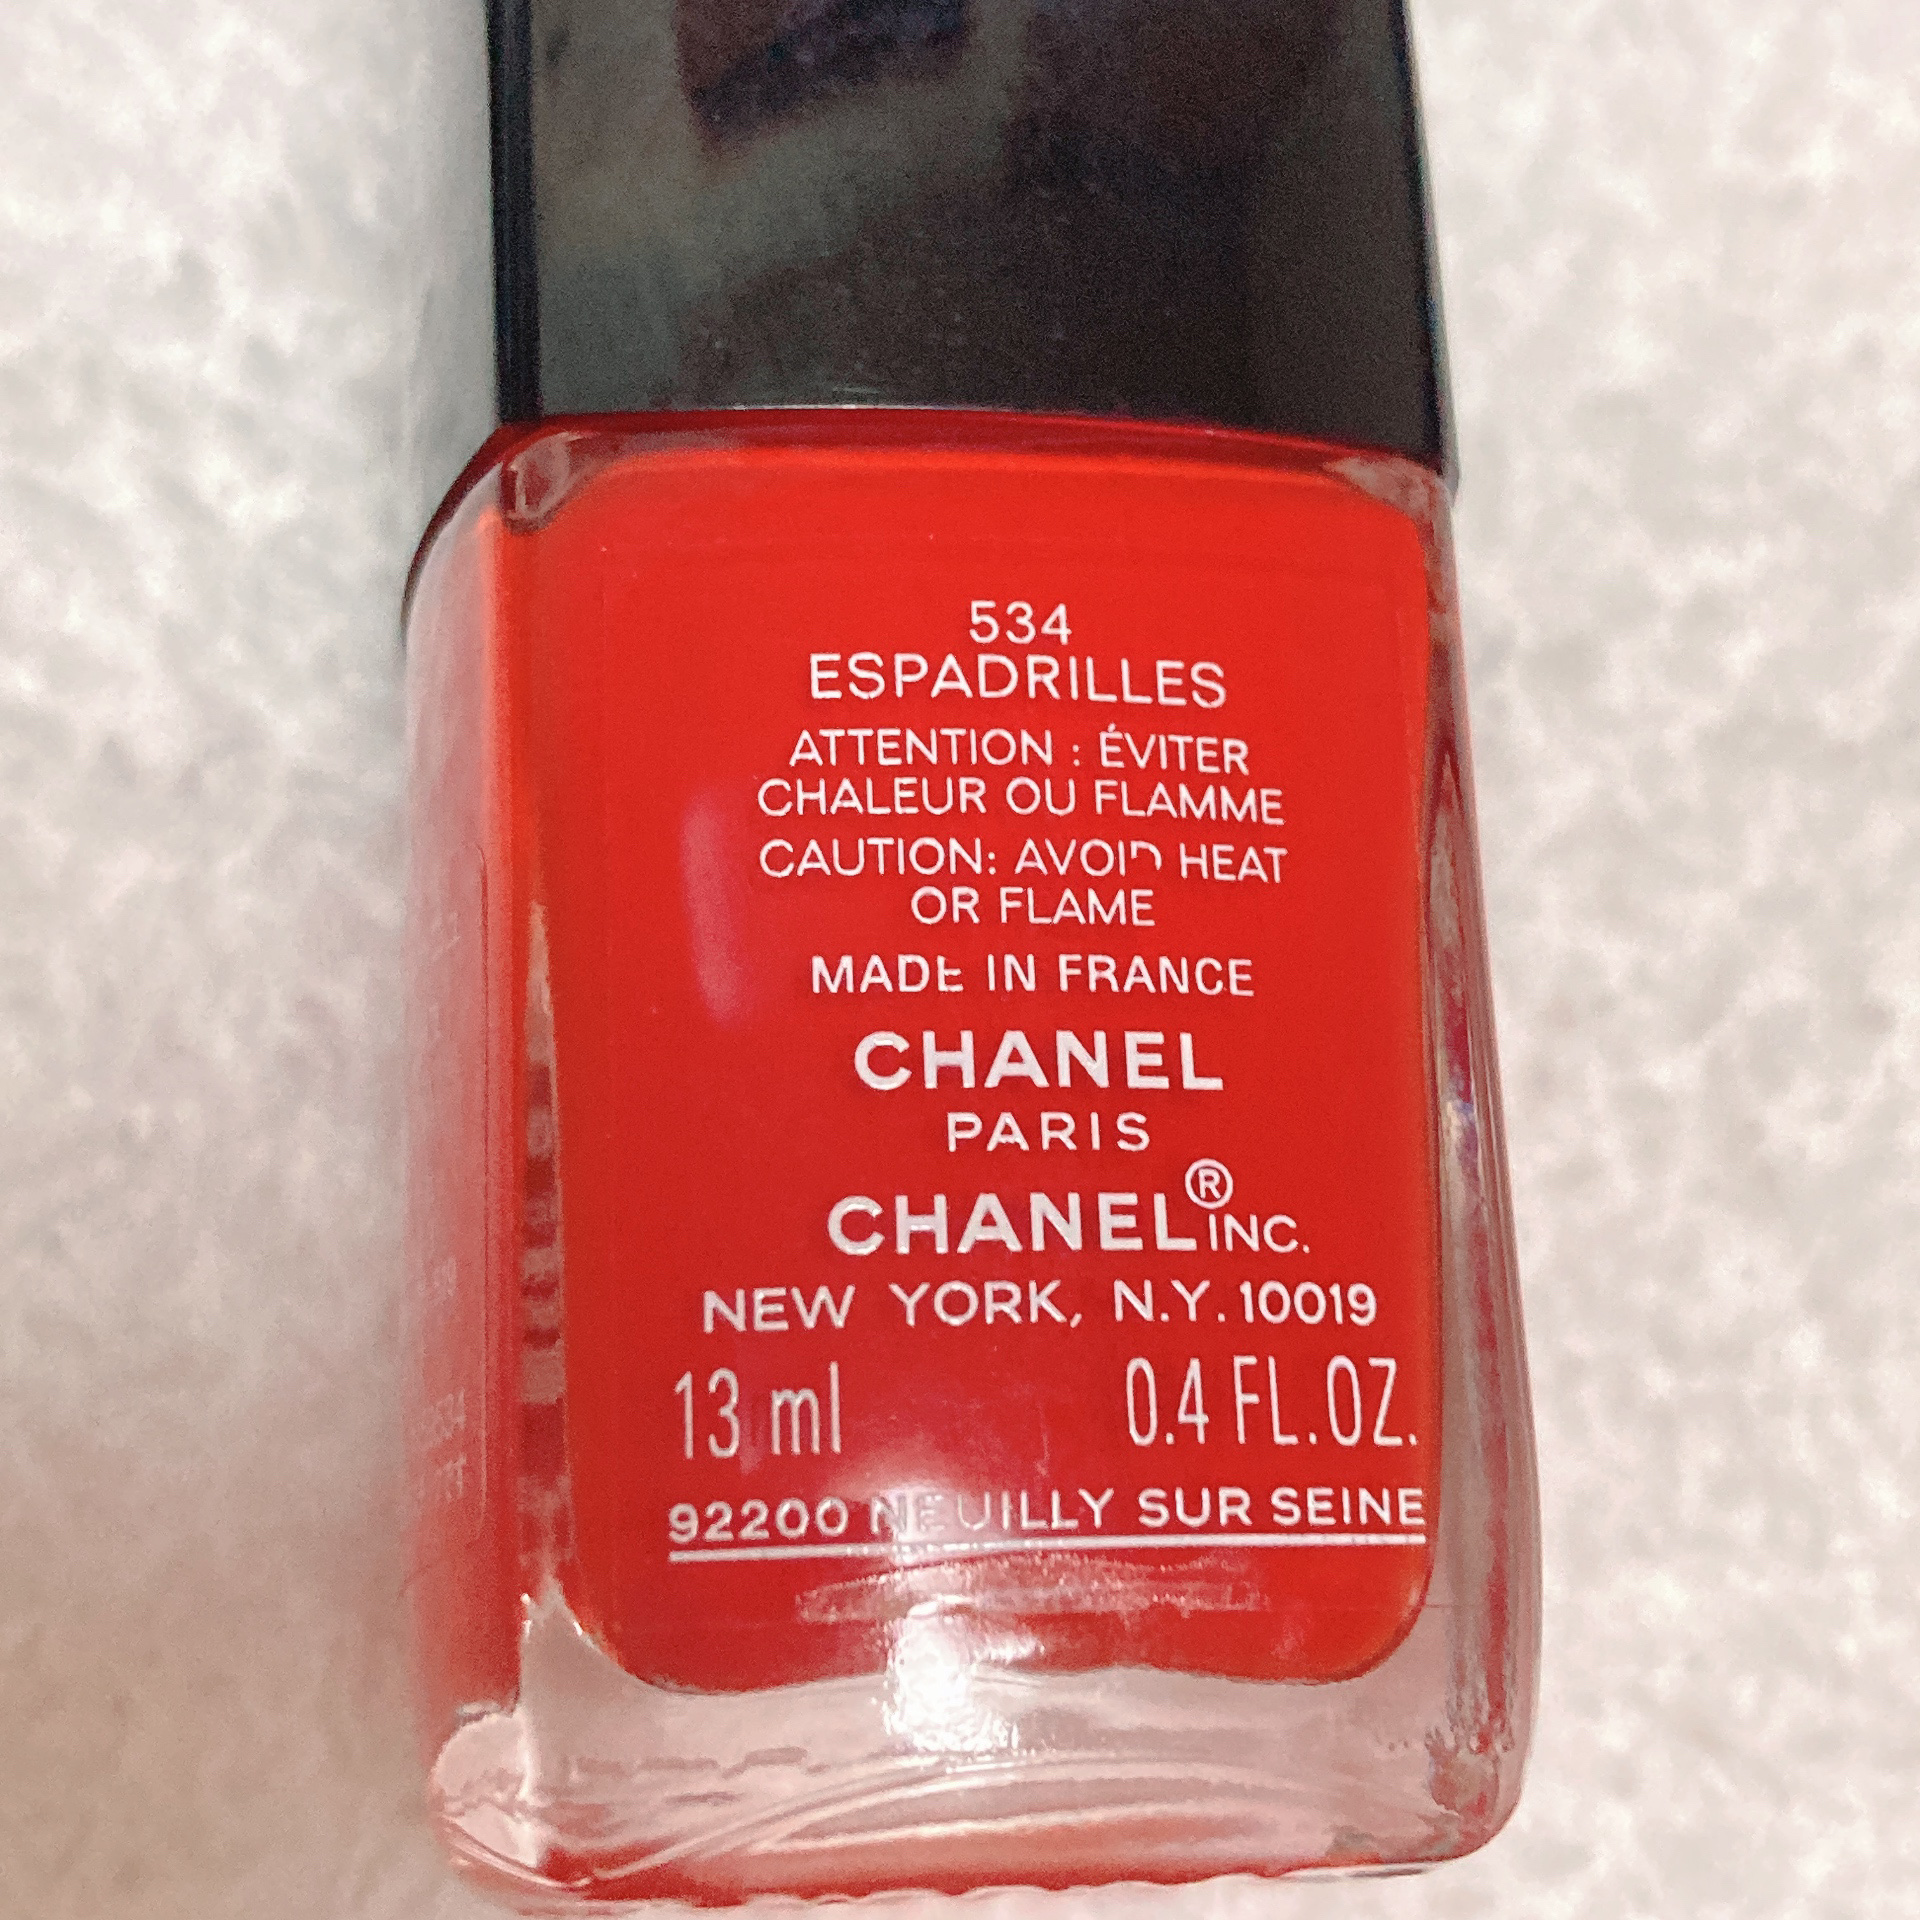 534
ESPADRILLES
ATTENTION : ÉVITER
CHALEUR OU FLAMME
CAUTION: AVOID HEAT
OR FLAME
MADE IN FRANCE
CHANEL
PARIS
CHANEL® INC.
NEW YORK, N.Y. 10019
13 ml 0.4 FL.OZ.
92200 NEUILLY SUR SEINE